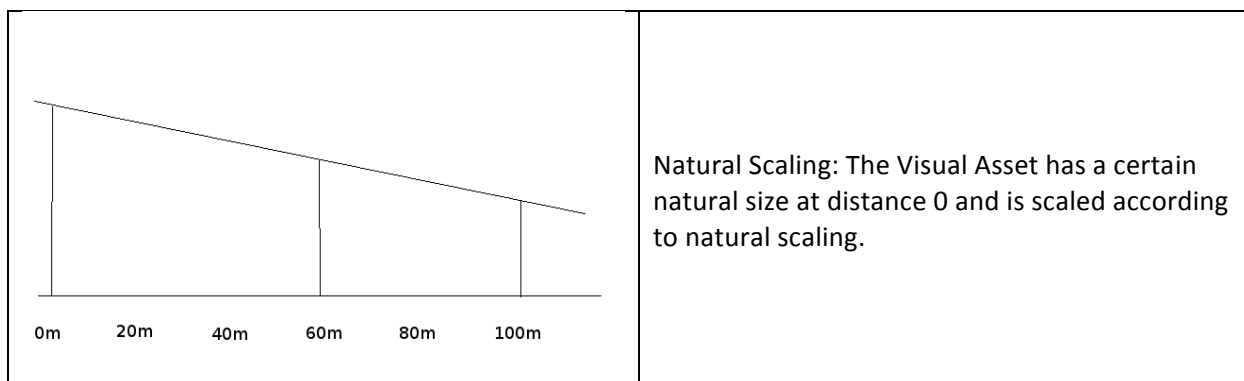 0m 20m 40m 60m 80m 100m
Natural Scaling: The Visual Asset has a certain
natural size at distance 0 and is scaled according
to natural scaling.